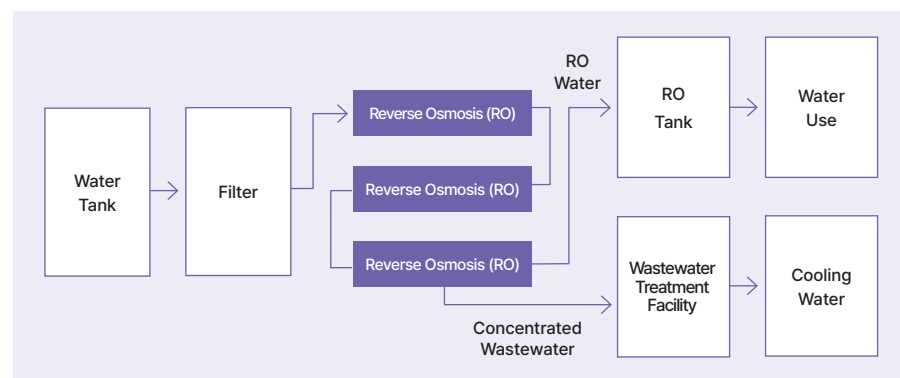 Water
Tank
Filter
Reverse Osmosis (RO)
Reverse Osmosis (RO)
Reverse Osmosis (RO)
RO
Water
Concentrated
Wastewater
RO
Tank
Water
Use
Wastewater
Treatment
Facility
Cooling
Water